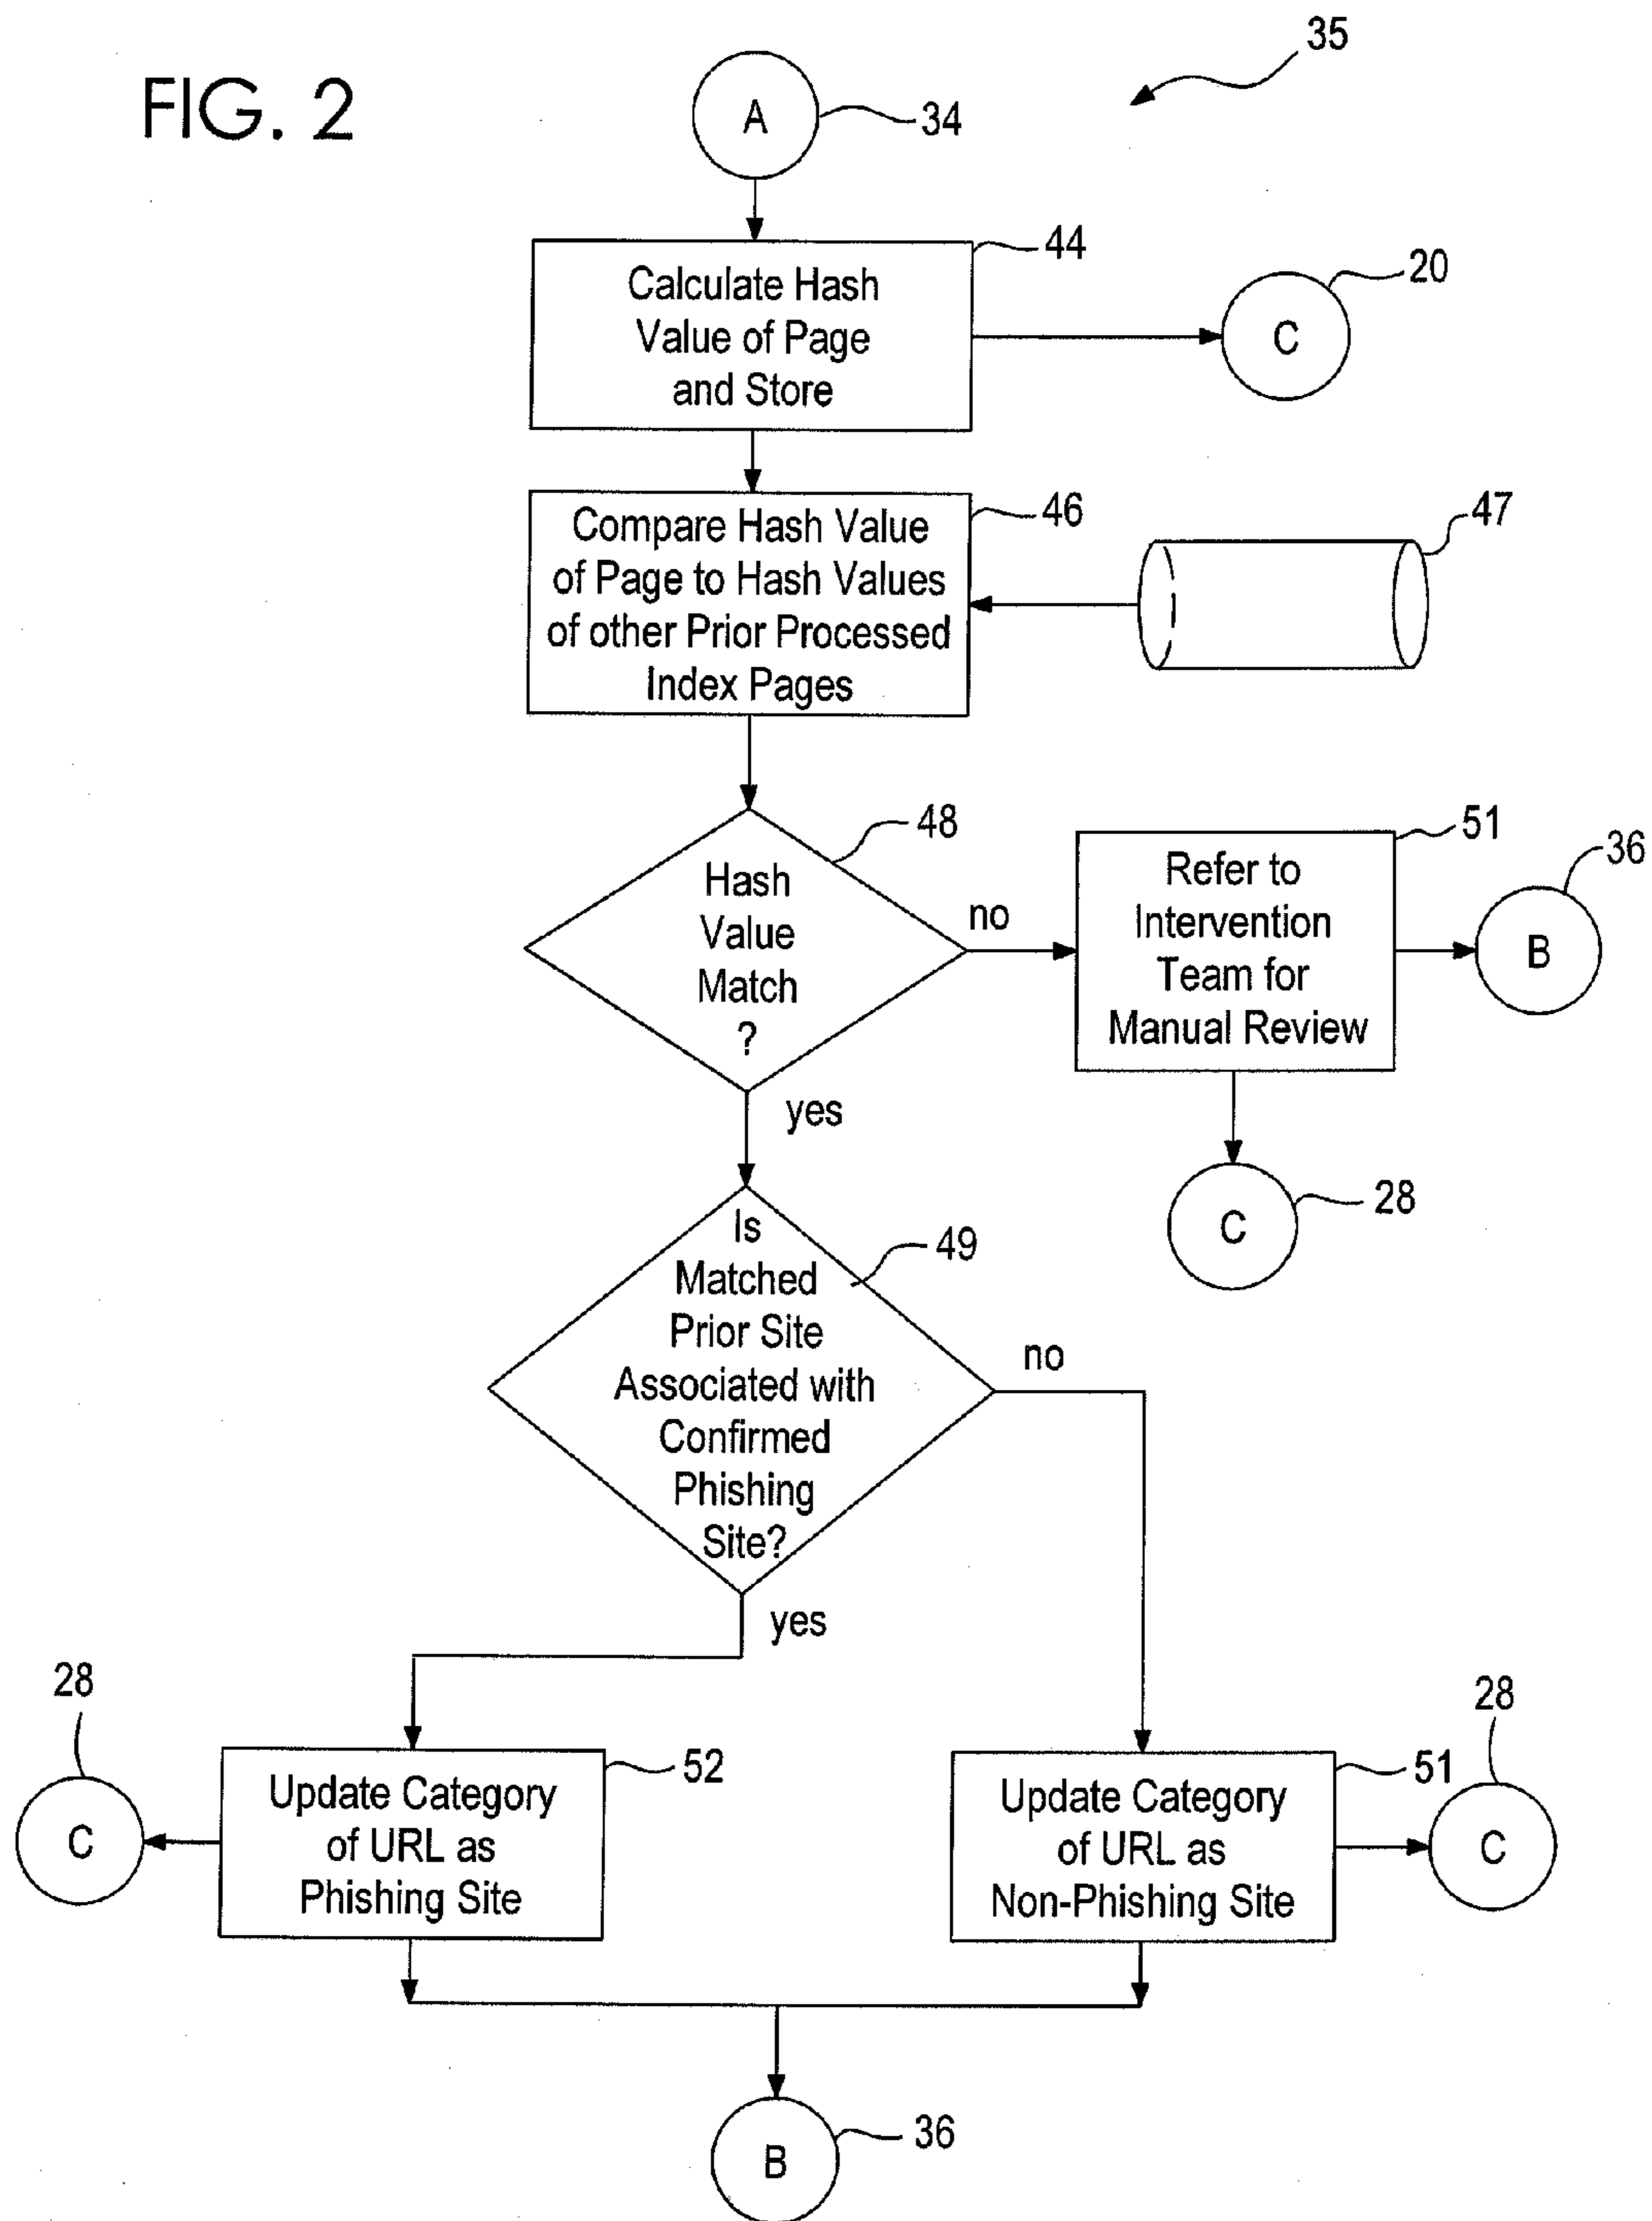 FIG. 2
35
A
34
44
Calculate Hash
Value of Page
and Store
20
C
46
Compare Hash Value
of Page to Hash Values
of other Prior Processed
Index Pages
47
48
Hash
Value
Match
?
no
51
Refer to
Intervention
Team for
Manual Review
36
B
yes
28
C
49
Is
Matched
Prior Site
Associated with
Confirmed
Phishing
Site?
no
yes
28
C
52
Update Category
of URL as
Phishing Site
51
Update Category
of URL as
Non-Phishing Site
28
C
36
B